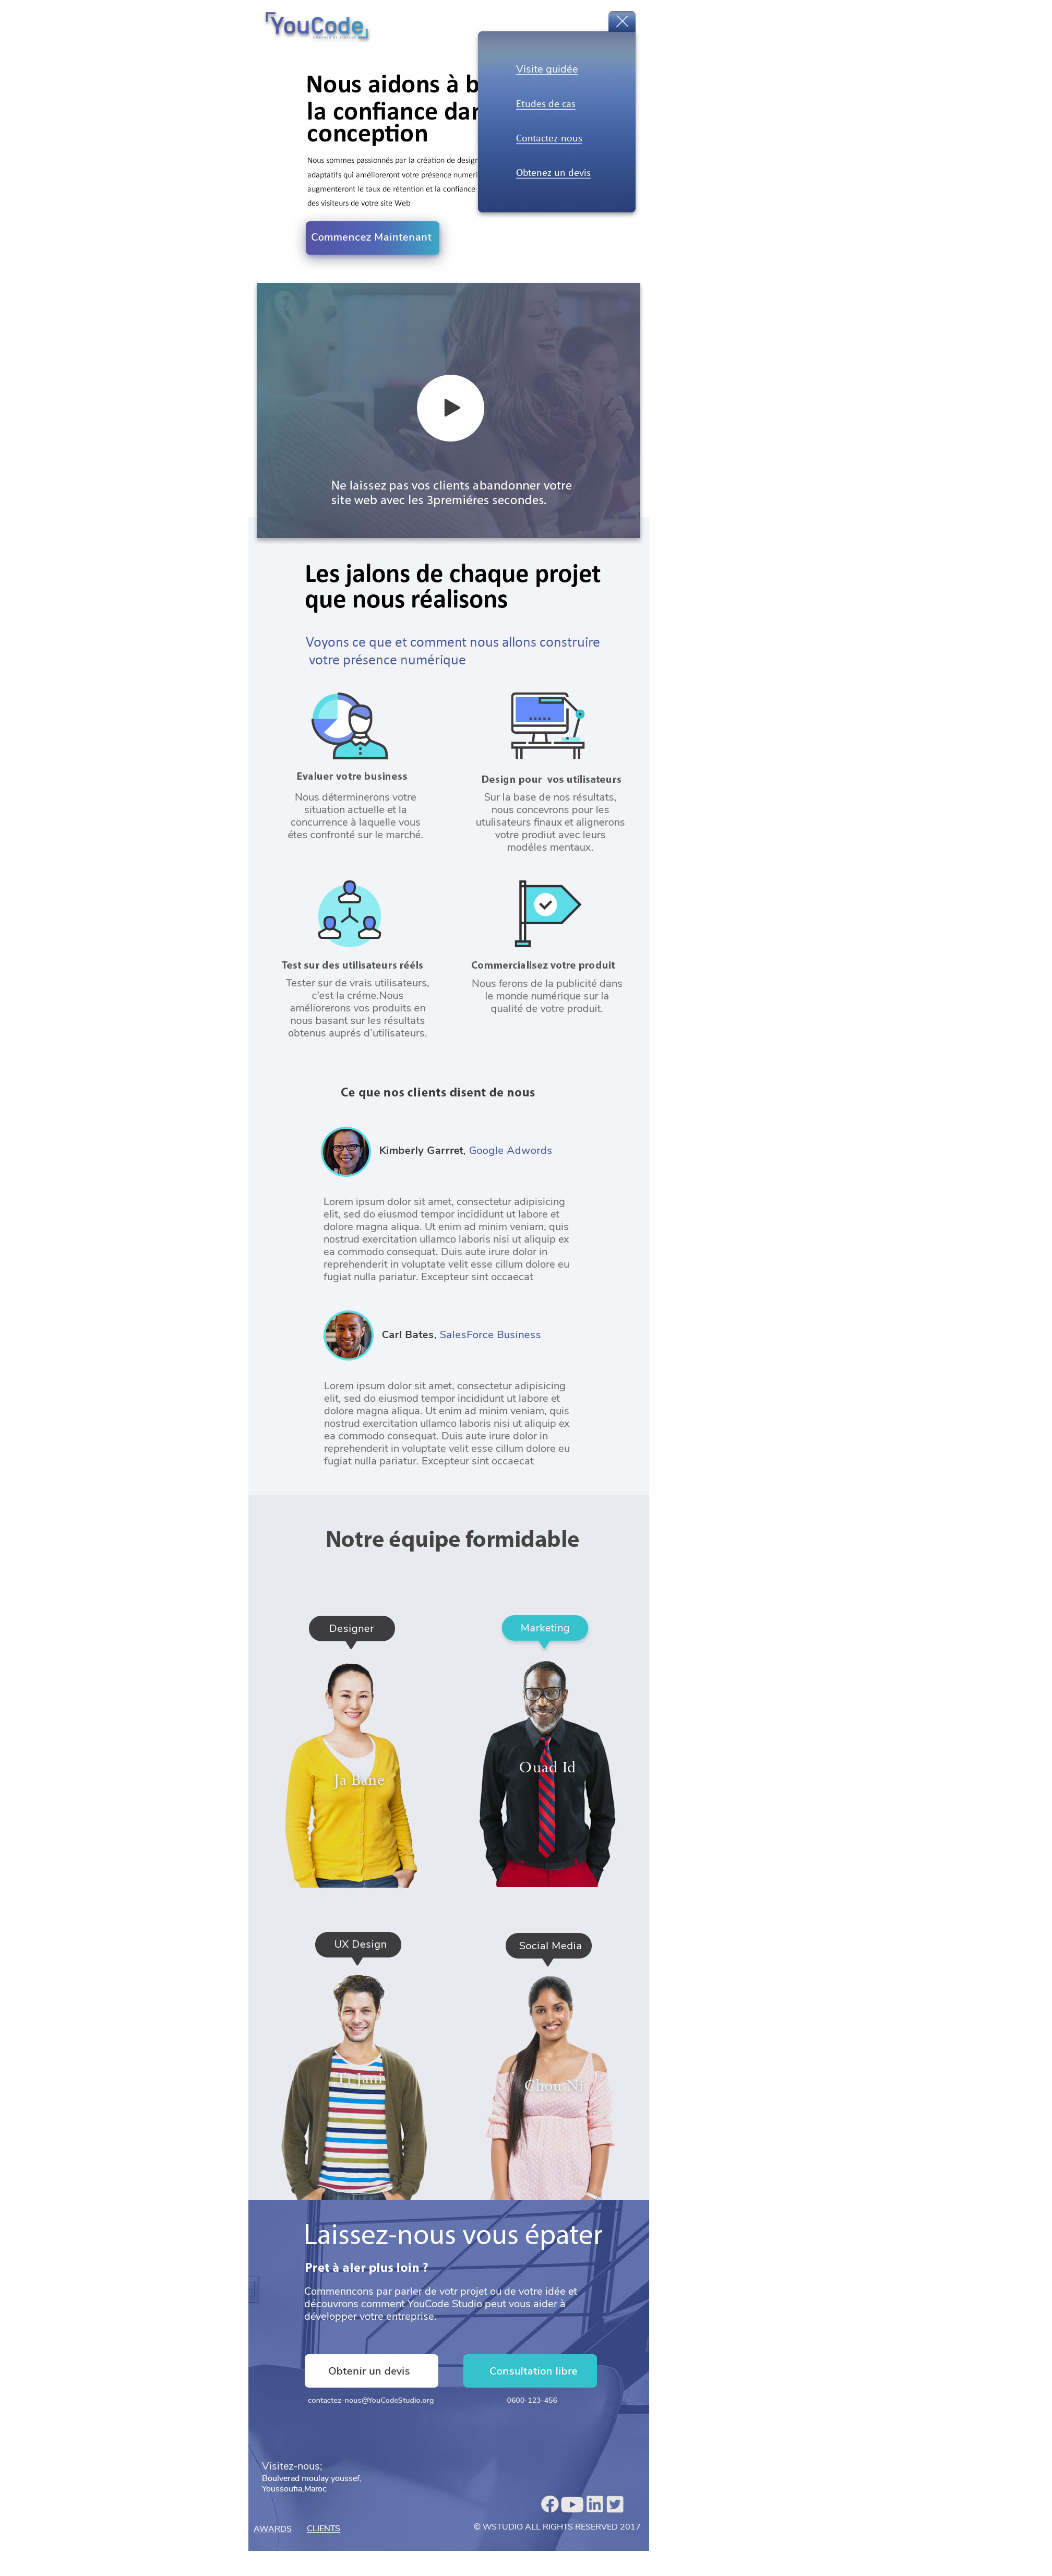 YouCode
Visite guidée
Etudes de cas
Contactez-nous
Obtenez un devis
Nous aidons à b
la confiance dan
conception
Nous sommes passionnés par la création de design
adaptatifs qui amélioreront votre présence numeri
augmenteront le taux de rétention et la confiance
des visiteurs de votre site Web
Commencez Maintenant
Ne laissez pas vos clients abandonner votre
site web avec les 3premiéres secondes.
Les jalons de chaque projet
que nous réalisons
Voyons ce que et comment nous allons construire
votre présence numérique
Evaluer votre business
Nous déterminerons votre
situation actuelle et la
concurrence à laquelle vous
étes confronté sur le marché.
Design pour vos utilisateurs
Sur la base de nos résultats,
nous concevrons pour les
utulisateurs finaux et alignerons
votre prodiut avec leurs
modéles mentaux.
Test sur des utilisateurs rééls
Tester sur de vrais utilisateurs,
c'est la créme.Nous
améliorerons vos produits en
nous basant sur les résultats
obtenus auprés d'utilisateurs.
Commercialisez votre produit
Nous ferons de la publicité dans
le monde numérique sur la
qualité de votre produit.
Ce que nos clients disent de nous
Kimberly Garrret, Google Adwords
Lorem ipsum dolor sit amet, consectetur adipisicing
elit, sed do eiusmod tempor incididunt ut labore et
dolore magna aliqua. Ut enim ad minim veniam, quis
nostrud exercitation ullamco laboris nisi ut aliquip ex
ea commodo consequat. Duis aute irure dolor in
reprehenderit in voluptate velit esse cillum dolore eu
fugiat nulla pariatur. Excepteur sint occaecat
Carl Bates, SalesForce Business
Lorem ipsum dolor sit amet, consectetur adipisicing
elit, sed do eiusmod tempor incididunt ut labore et
dolore magna aliqua. Ut enim ad minim veniam, quis
nostrud exercitation ullamco laboris nisi ut aliquip ex
ea commodo consequat. Duis aute irure dolor in
reprehenderit in voluptate velit esse cillum dolore eu
fugiat nulla pariatur. Excepteur sint occaecat
Notre équipe formidable
Designer
Marketing
Ja Bane
Ouad Id
UX Design
Social Media
Ti Jani
Chou Ni
Laissez-nous vous épater
Pret à aler plus loin ?
Commenncons par parler de votr projet ou de votre idée et
découvrons comment YouCode Studio peut vous aider à
développer votre entreprise.
Obtenir un devis
Consultation libre
contactez-nous@YouCodeStudio.org
0600-123-456
Visitez-nous;
Boulverad moulay youssef,
Youssoufia,Maroc
AWARDS
CLIENTS
© WSTUDIO ALL RIGHTS RESERVED 2017